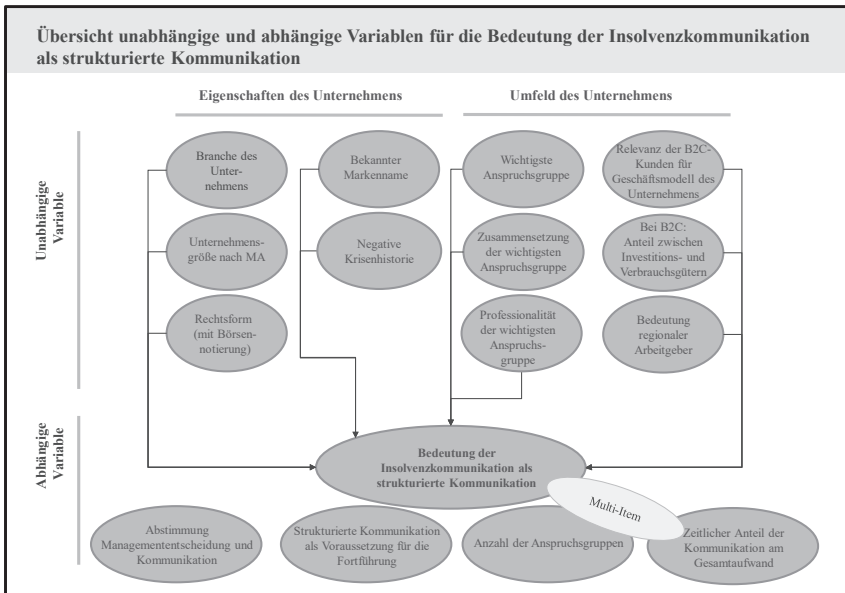 Übersicht unabhängige und abhängige Variablen für die Bedeutung der Insolvenzkommunikation
als strukturierte Kommunikation
Eigenschaften des Unternehmens
Umfeld des Unternehmens
Unabhängige
Variable
Branche des
Unter-
nehmens
Bekannter
Markenname
Wichtigste
Anspruchsgruppe
Relevanz der B2C-
Kunden für
Geschäftsmodell des
Unternehmens
Unternehmens-
größe nach MA
Negative
Krisenhistorie
Zusammensetzung
der wichtigsten
Anspruchsgruppe
Bei B2C:
Anteil zwischen
Investitions- und
Verbrauchsgütern
Rechtsform
(mit Börsen-
notierung)
Professionalität
der wichtigsten
Anspruchs-
gruppe
Bedeutung
regionaler
Arbeitgeber
Abhängige
Variable
Bedeutung der
Insolvenzkommunikation als
strukturierte Kommunikation
Multi-Item
Abstimmung
Managemententscheidung und
Kommunikation
Strukturierte Kommunikation
als Voraussetzung für die
Fortführung
Anzahl der Anspruchsgruppen
Zeitlicher Anteil der
Kommunikation am
Gesamtaufwand